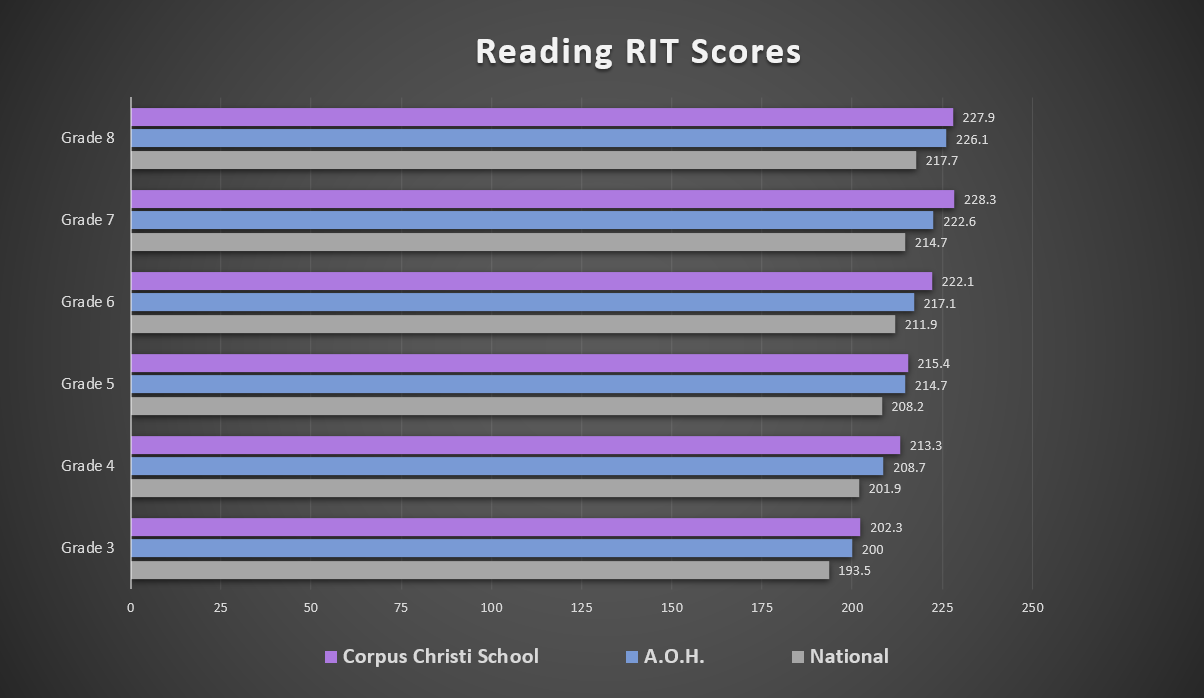 Reading RIT Scores
Grade 8
227.9
226.1
217.7
Grade 7
228.3
222.6
214.7
Grade 6
222.1
217.1
211.9
Grade 5
215.4
214.7
208.2
Grade 4
213.3
208.7
201.9
Grade 3
202.3
200
193.5
0 25 50 75 100 125 150 175 200 225 250
Corpus Christi School A.O.H. National